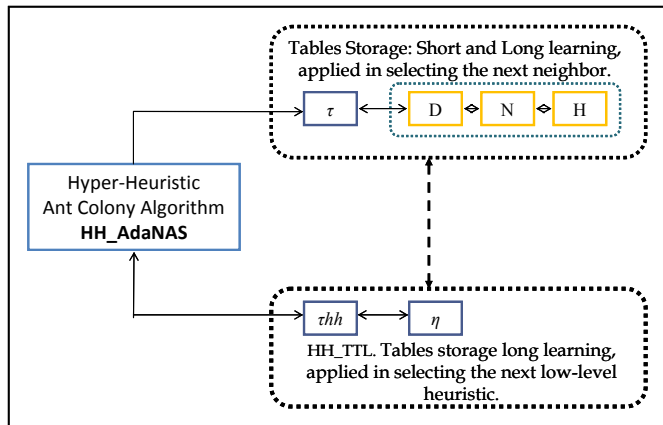 Tables Storage: Short and Long learning,
applied in selecting the next neighbor.
τ D N H
Hyper-Heuristic
Ant Colony Algorithm
HH_AdaNAS
τhh η
HH_TTL. Tables storage long learning,
applied in selecting the next low-level
heuristic.